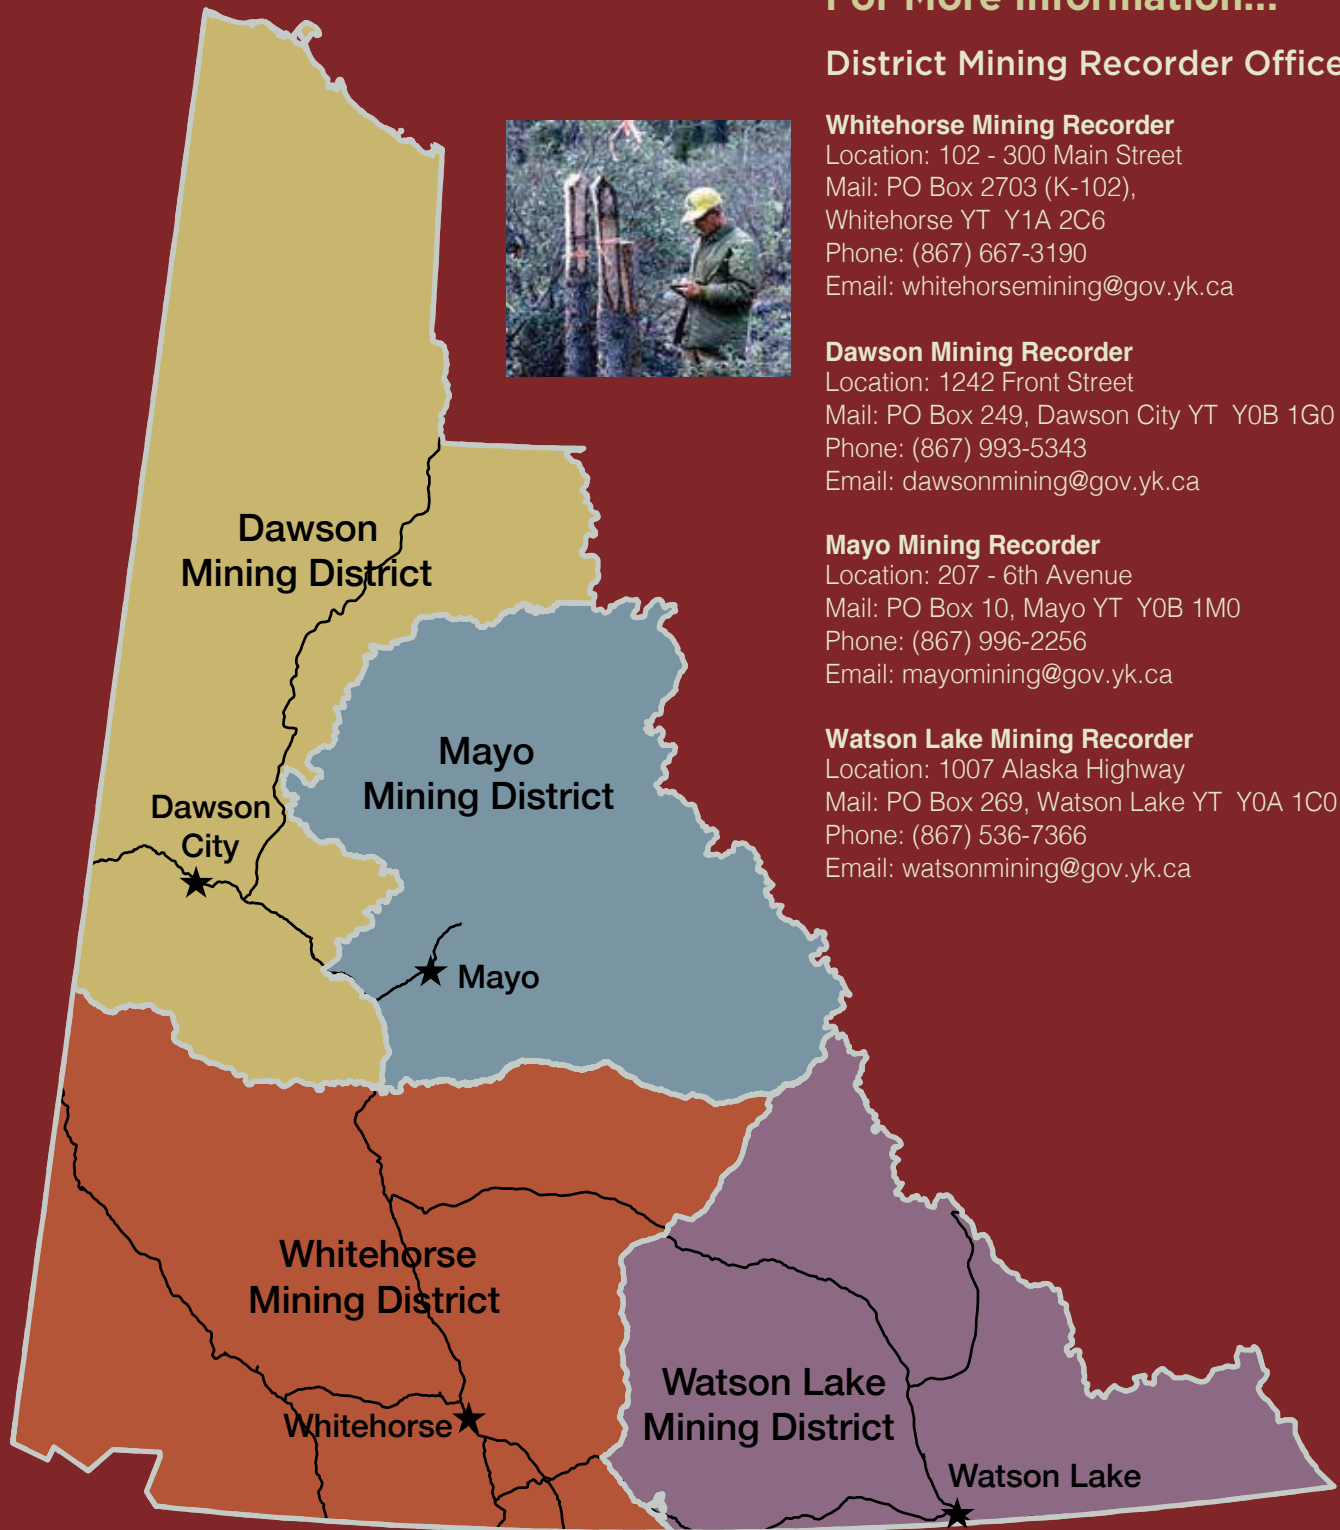 For More Information...
District Mining Recorder Office
Whitehorse Mining Recorder
Location: 102 - 300 Main Street
Mail: PO Box 2703 (K-102),
Whitehorse YT Y1A 2C6
Phone: (867) 667-3190
Email: whitehorsemining@gov.yk.ca
Dawson Mining Recorder
Location: 1242 Front Street
Mail: PO Box 249, Dawson City YT Y0B 1G0
Phone: (867) 993-5343
Email: dawsonmining@gov.yk.ca
Mayo Mining Recorder
Location: 207 - 6th Avenue
Mail: PO Box 10, Mayo YT Y0B 1M0
Phone: (867) 996-2256
Email: mayomining@gov.yk.ca
Watson Lake Mining Recorder
Location: 1007 Alaska Highway
Mail: PO Box 269, Watson Lake YT Y0A 1C0
Phone: (867) 536-7366
Email: watsonmining@gov.yk.ca
Dawson
Mining District
Mayo
Mining District
Dawson
City
Mayo
Whitehorse
Mining District
Whitehorse
Watson Lake
Mining District
Watson Lake